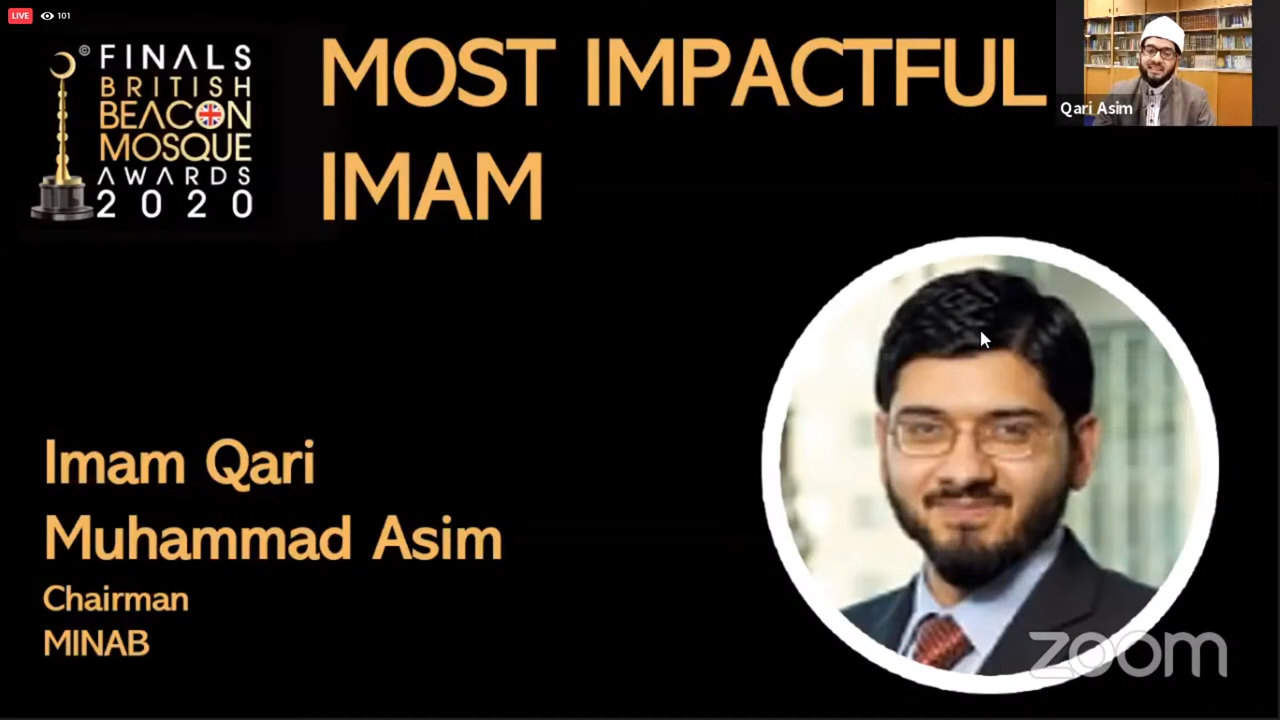 LIVE 101
© FINALS
BRITISH
BEACON
MOSQUE
AWARDS
2020
MOST IMPACTFUL
IMAM
Qari Asim
Imam Qari
Muhammad Asim
Chairman
MINAB
zoom